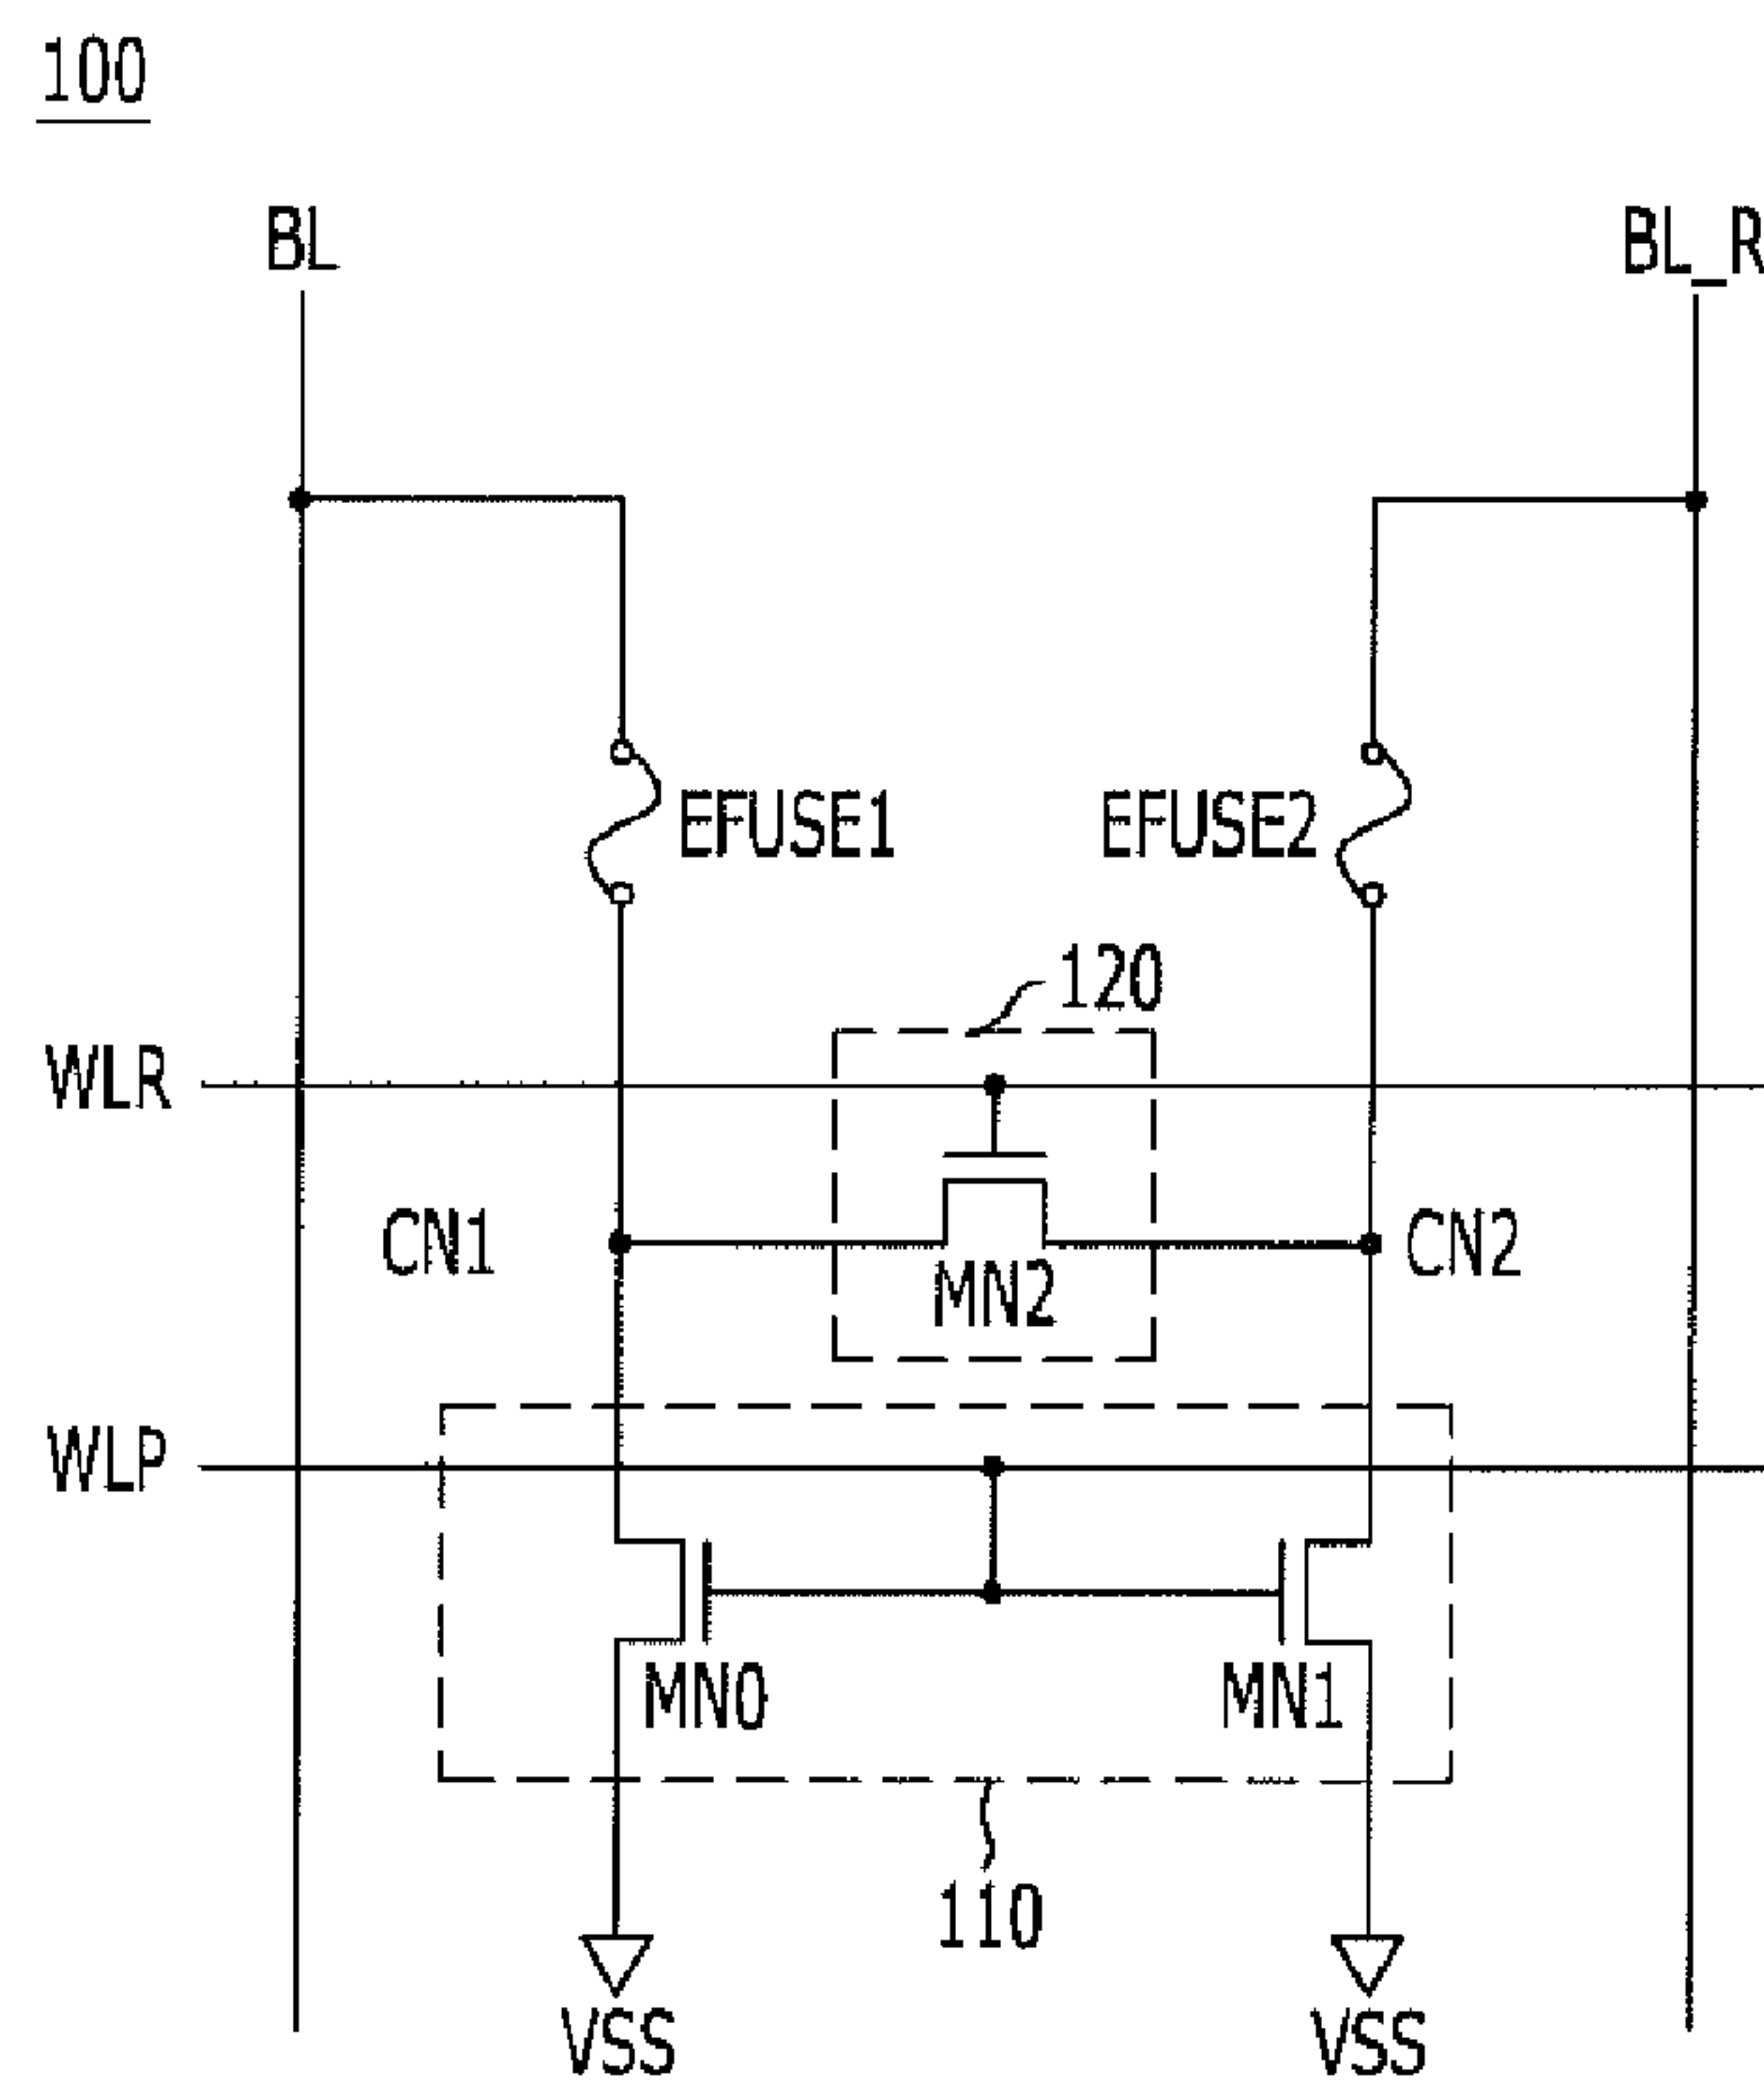 100
BL
BL_R
EFUSE1
EFUSE2
120
WLR
CN1
CN2
MN2
WLP
MN0
MN1
110
VSS
VSS